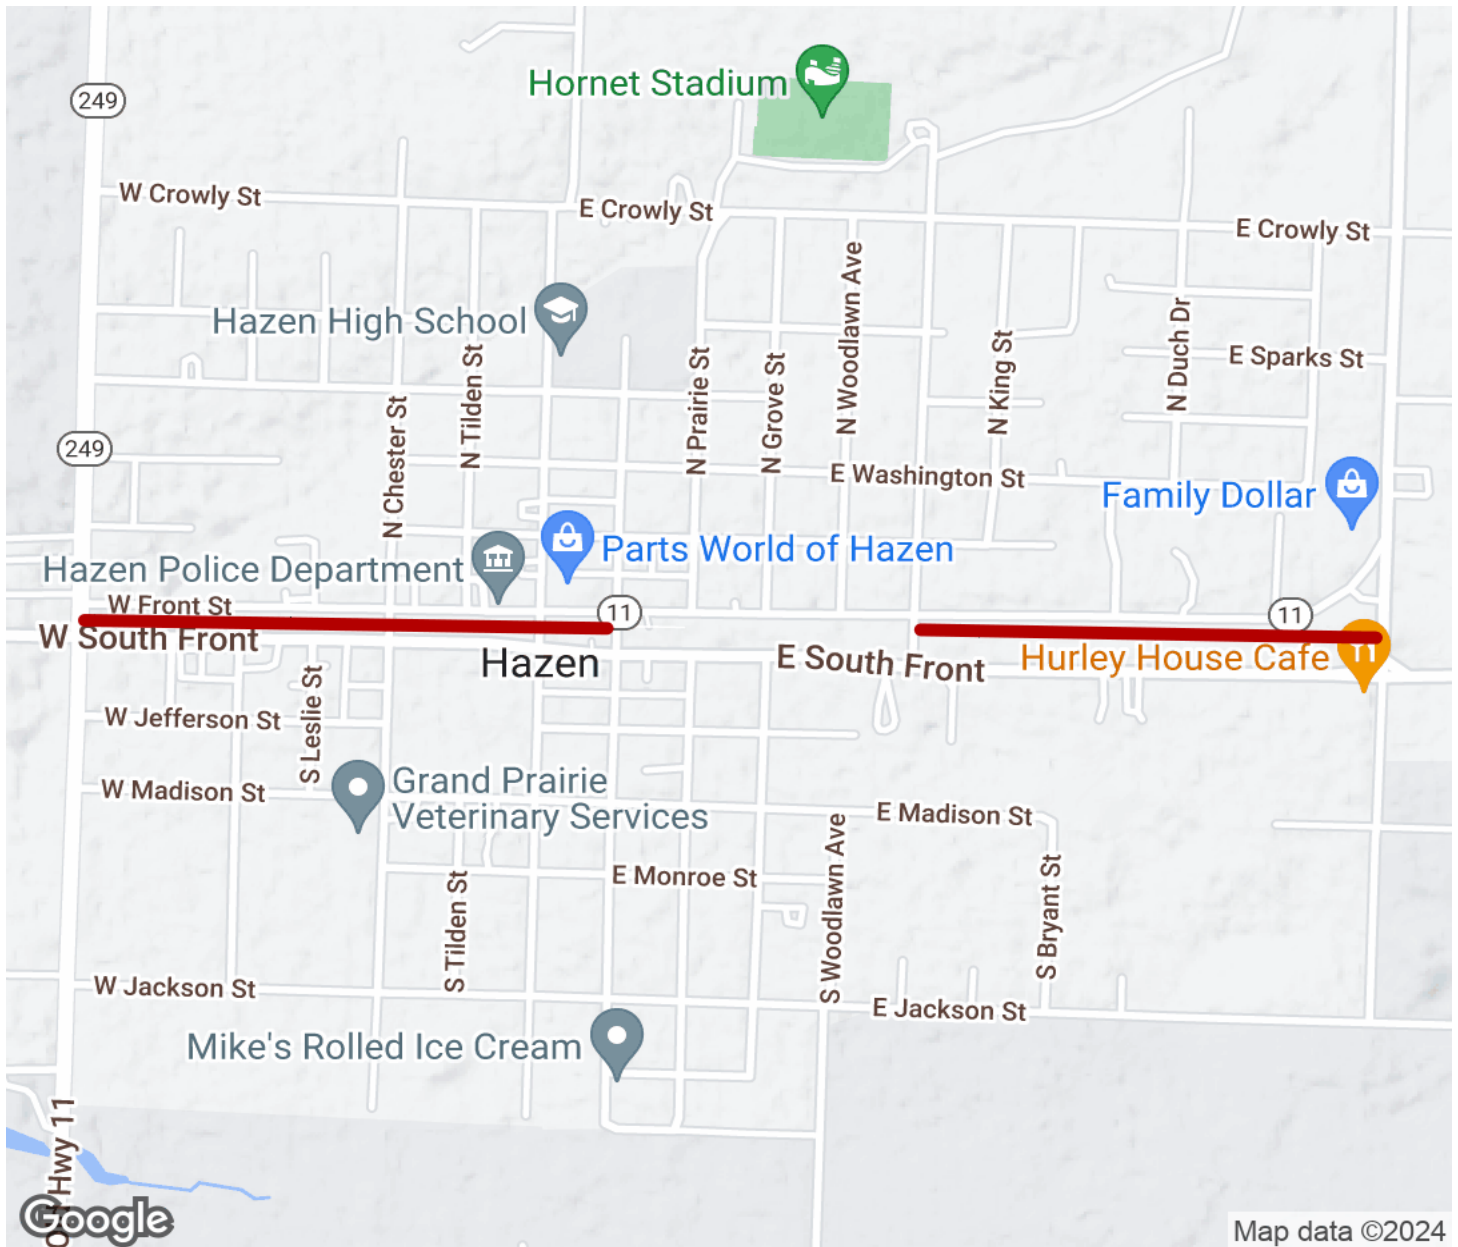 Hornet Stadium
249
W Crowly St
E Crowly St
E Crowly St
N Woodlawn Ave
Hazen High School
N Duch Dr
N King St
N Tilden St
N Prairie St
N Grove St
E Sparks St
N Chester St
249
E Washington St
Family Dollar
Parts World of Hazen
Hazen Police Department
W Front St
11
11
W South Front
Hazen
E South Front
Hurley House Cafe
S Leslie St
W Jefferson St
W Madison St
Grand Prairie
Veterinary Services
E Madison St
S Woodlawn Ave
E Monroe St
S Bryant St
S Tilden St
W Jackson St
E Jackson St
Mike's Rolled Ice Cream
Hwy 11
Google
Map data ©2024